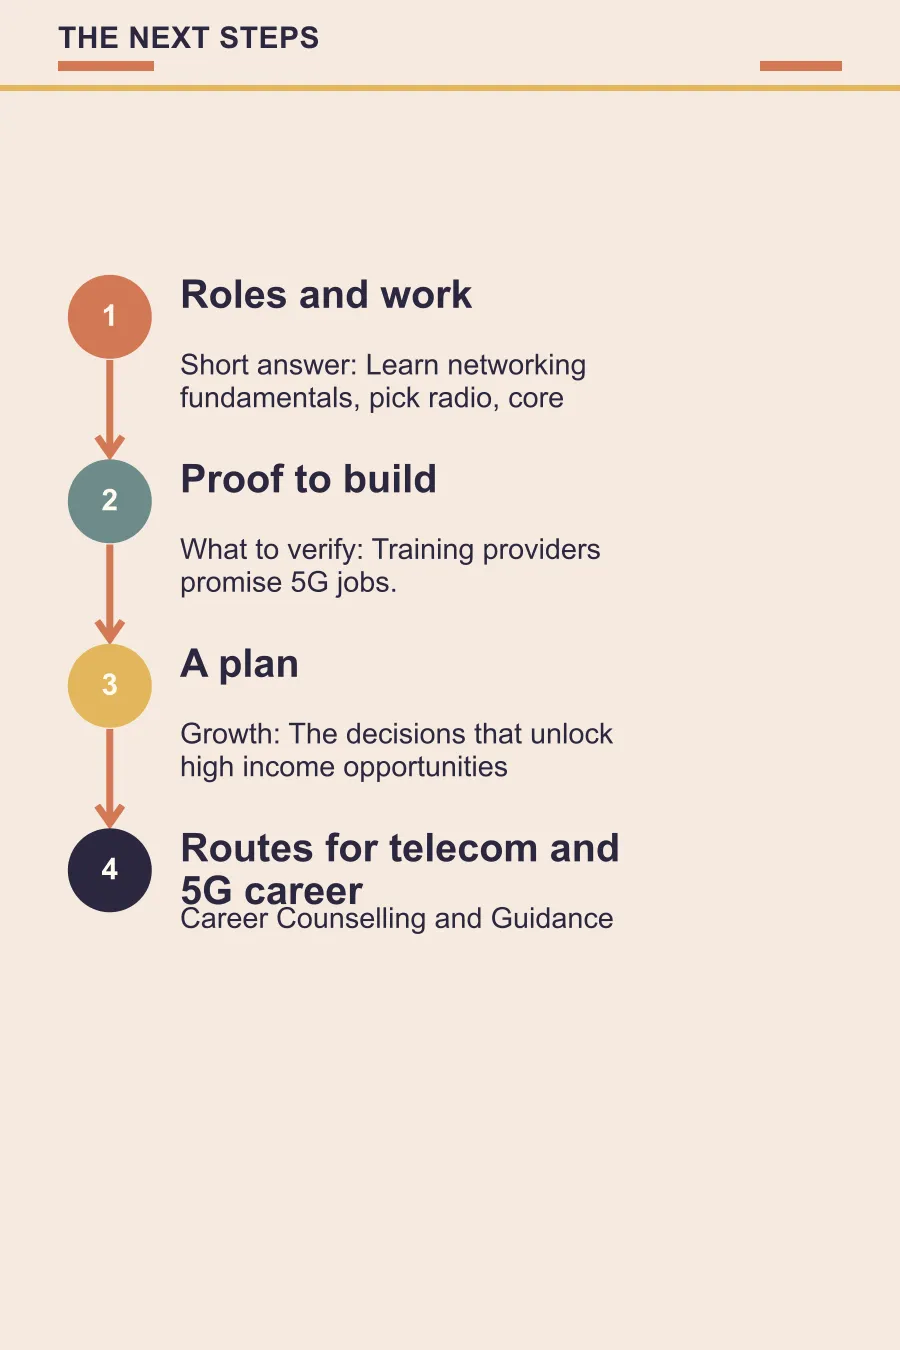 THE NEXT STEPS
1
Roles and work
Short answer: Learn networking
fundamentals, pick radio, core
2
Proof to build
What to verify: Training providers
promise 5G jobs.
3
A plan
Growth: The decisions that unlock
high income opportunities
4
Routes for telecom and
5G career
Career Counselling and Guidance